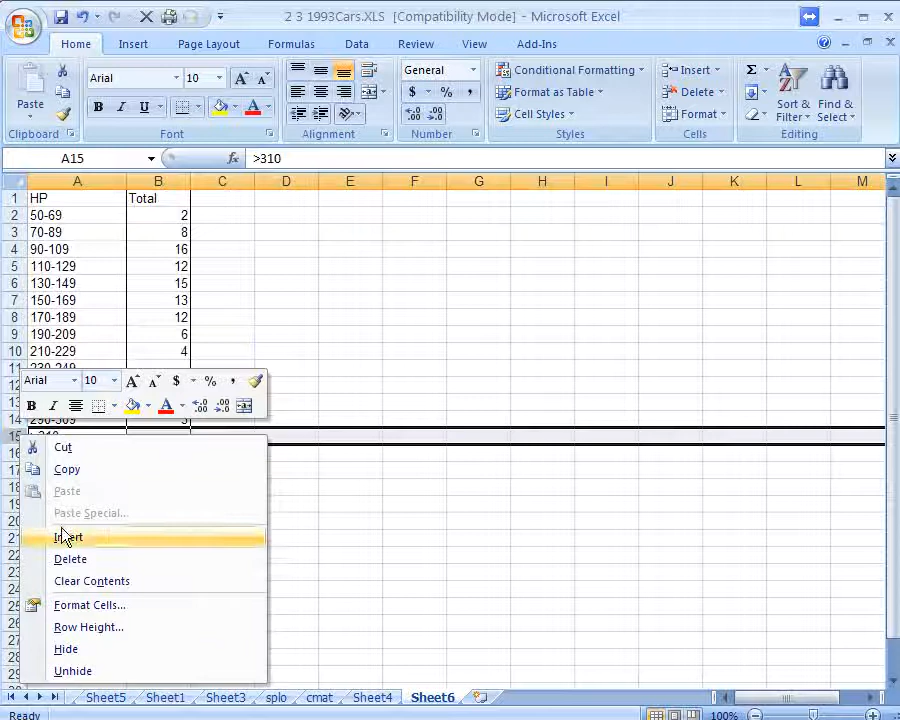 2 3 1993Cars.XLS [Compatibility Mode] - Microsoft Excel
Home Insert Page Layout Formulas Data Review View Add-Ins
Paste
Arial 10
B I U A
General
$ % ,
Conditional Formatting
Format as Table
Cell Styles
Insert
Delete
Format
Σ
Sort &
Filter
Find &
Select
Clipboard Font Alignment Number Styles Cells Editing
A15 fx >310
A B C D E F G H I J K L M
1 HP Total
2 50-69 2
3 70-89 8
4 90-109 16
5 110-129 12
6 130-149 15
7 150-169 13
8 170-189 12
9 190-209 6
10 210-229 4
11 230-249
12
Arial 10 A A $ % ,
B I A
14 290-309
15
16
17
18
19
20
21
22
23
24
25
26
27
28
29
Cut
Copy
Paste
Paste Special...
Insert
Delete
Clear Contents
Format Cells...
Row Height...
Hide
Unhide
Sheet5 Sheet1 Sheet3 splo cmat Sheet4 Sheet6
Ready 100%